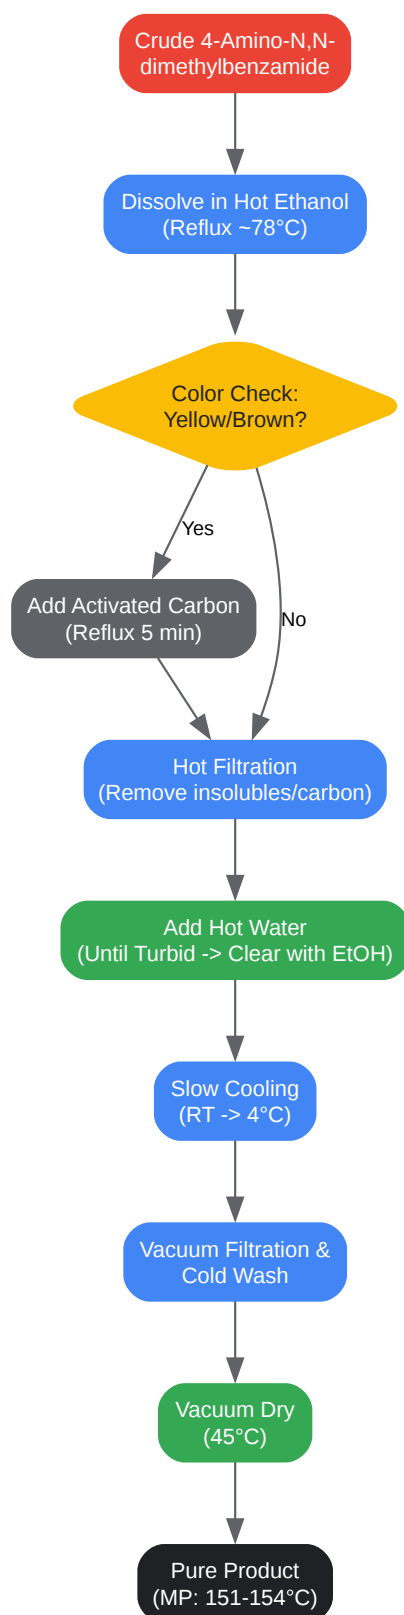 Crude 4-Amino-N,N-
dimethylbenzamide
Dissolve in Hot Ethanol
(Reflux ~78°C)
Color Check:
Yellow/Brown?
Yes
Add Activated Carbon
(Reflux 5 min)
No
Hot Filtration
(Remove insolubles/carbon)
Add Hot Water
(Until Turbid -> Clear with EtOH)
Slow Cooling
(RT -> 4°C)
Vacuum Filtration &
Cold Wash
Vacuum Dry
(45°C)
Pure Product
(MP: 151-154°C)